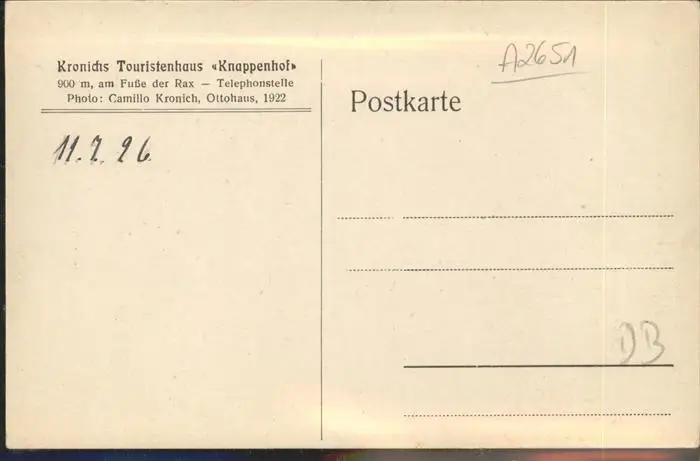 Kronichs Touristenhaus «Knappenhof»
900 m, am Fuße der Rax — Telephonstelle
Photo: Camillo Kronich, Ottohaus, 1922
11.7.26.
A2651
Postkarte
DB